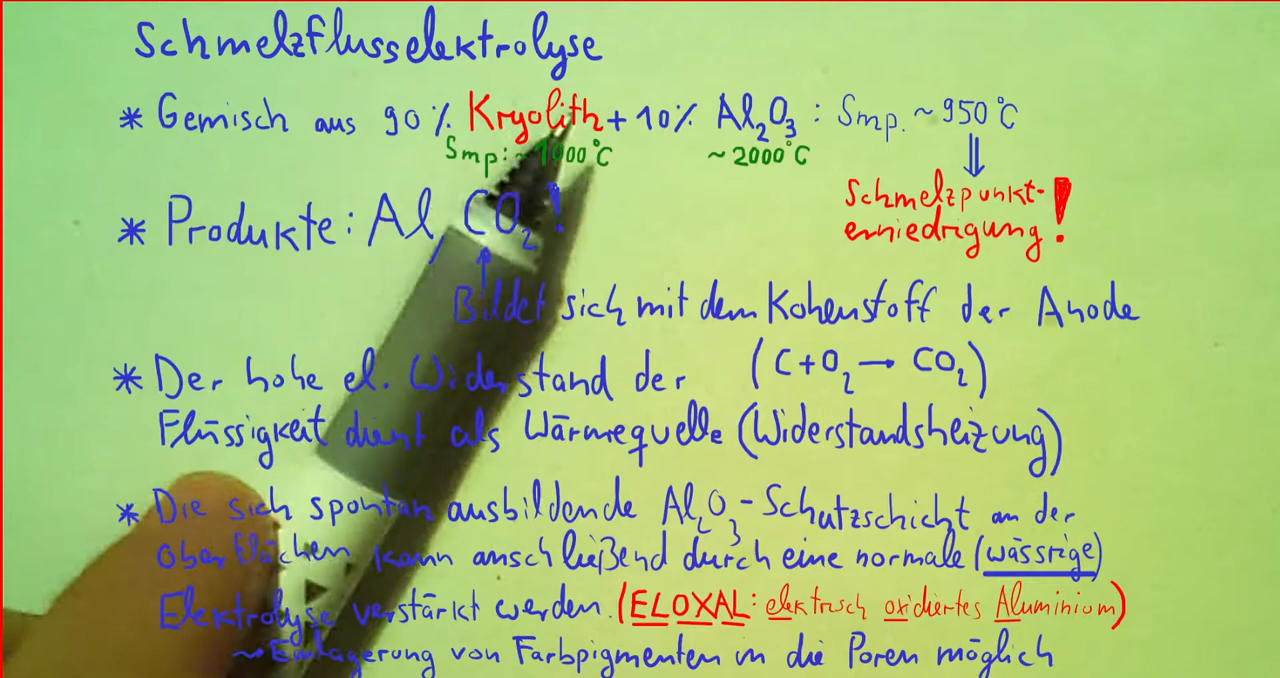 Schmelzflusselektrolyse
* Gemisch aus 90% Kryolith + 10% Al₂O₃ : Smp. ~ 950°C
Smp: ~ 1000°C ~ 2000°C
Schmelzpunkt-
erniedrigung!
* Produkte: Al, CO₂!
Bildet sich mit dem Kohenstoff der Anode
(C + O₂ → CO₂)
* Der hohe el. Widerstand der
Flüssigkeit dient als Wärmequelle (Widerstandsheizung)
* Die sich spontan ausbildende Al₂O₃-Schutzschicht an der
Oberflächen kann anschließend durch eine normale (wässrige)
Elektrolyse verstärkt werden. (ELOXAL: elektrisch oxidiertes Aluminium)
~ Einlagerung von Farbpigmenten in die Poren möglich